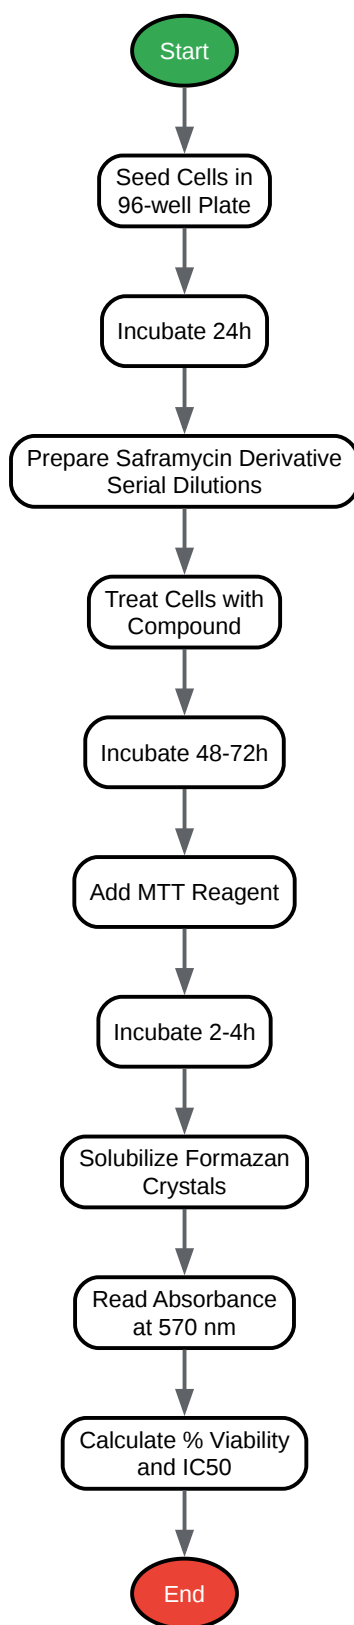 Start
Seed Cells in
96-well Plate
Incubate 24h
Prepare Saframycin Derivative
Serial Dilutions
Treat Cells with
Compound
Incubate 48-72h
Add MTT Reagent
Incubate 2-4h
Solubilize Formazan
Crystals
Read Absorbance
at 570 nm
Calculate % Viability
and IC50
End